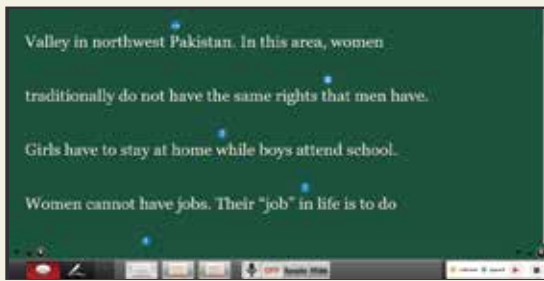 Valley in northwest Pakistan. In this area, women
traditionally do not have the same rights that men have.
Girls have to stay at home while boys attend school.
Women cannot have jobs. Their “job” in life is to do
OFF